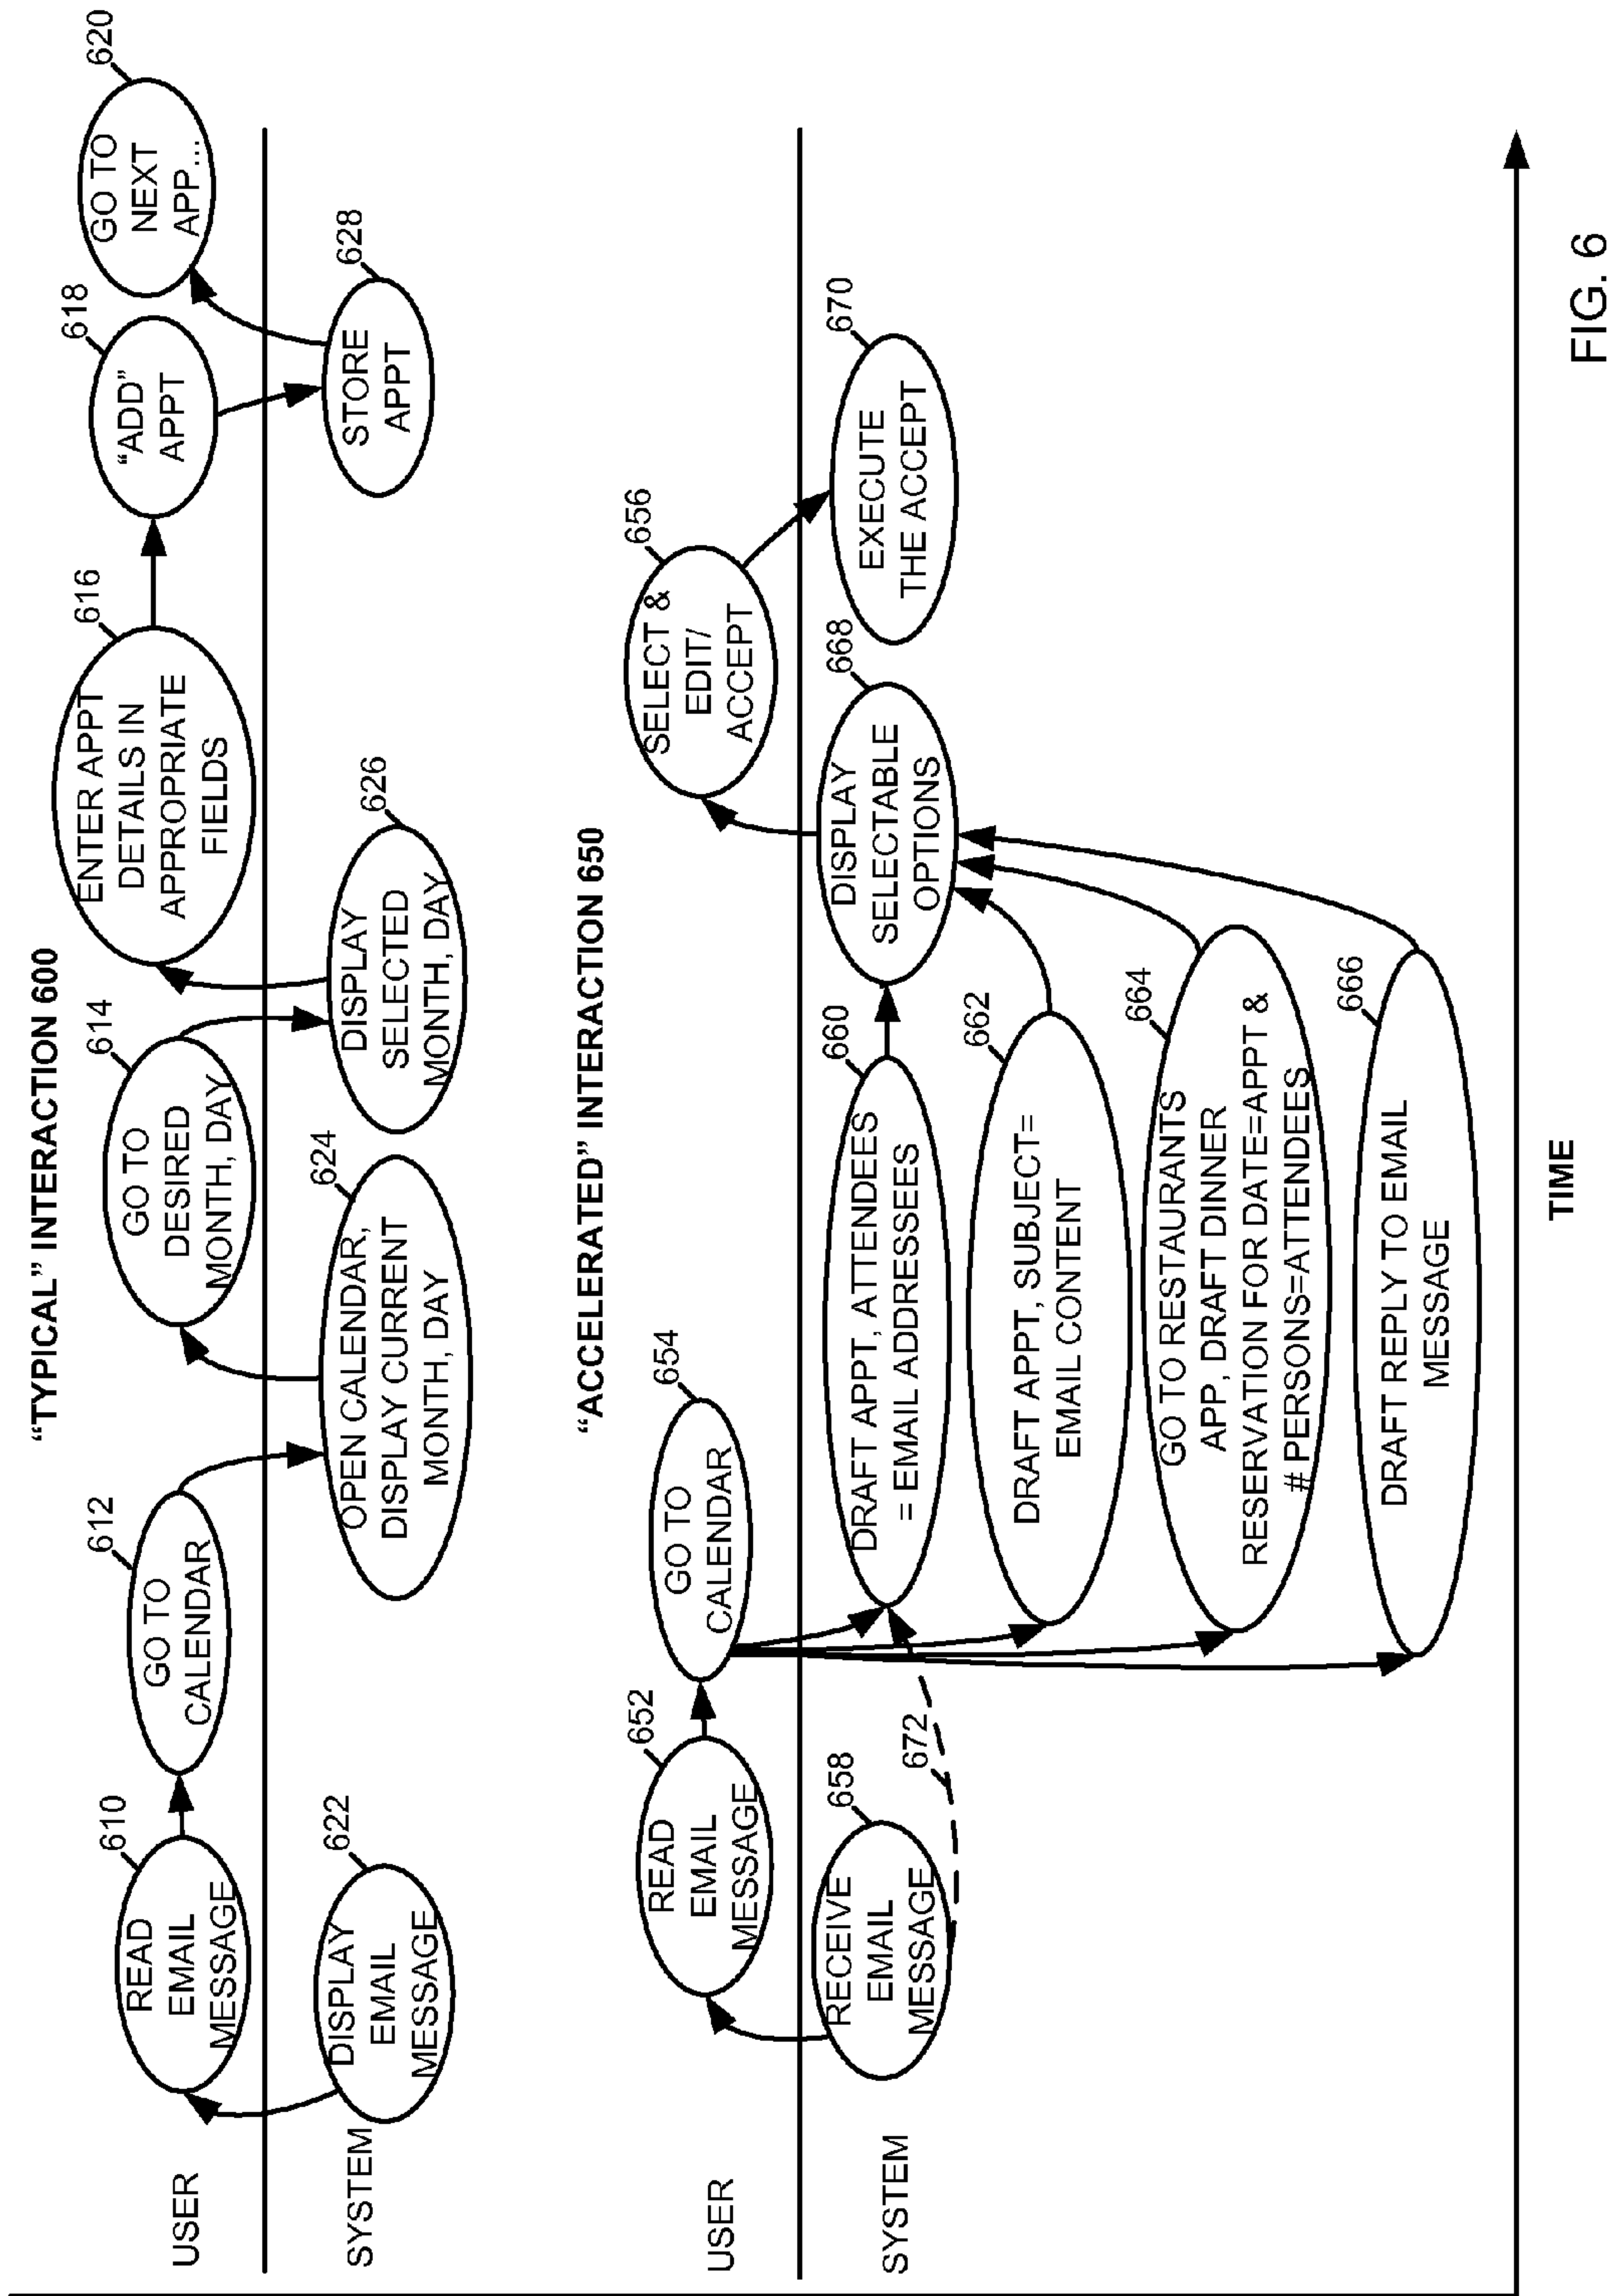 “TYPICAL” INTERACTION 600
USER
610
READ
EMAIL
MESSAGE
612
GO TO
CALENDAR
614
GO TO
DESIRED
MONTH, DAY
616
ENTER APPT
DETAILS IN
APPROPRIATE
FIELDS
618
“ADD”
APPT
620
GO TO
NEXT
APP...
SYSTEM
622
DISPLAY
EMAIL
MESSAGE
624
OPEN CALENDAR,
DISPLAY CURRENT
MONTH, DAY
626
DISPLAY
SELECTED
MONTH, DAY
628
STORE
APPT
“ACCELERATED” INTERACTION 650
USER
652
READ
EMAIL
MESSAGE
654
GO TO
CALENDAR
656
SELECT &
EDIT/
ACCEPT
SYSTEM
658
RECEIVE
EMAIL
MESSAGE
672
660
DRAFT APPT, ATTENDEES
= EMAIL ADDRESSEES
662
DRAFT APPT, SUBJECT=
EMAIL CONTENT
664
GO TO RESTAURANTS
APP, DRAFT DINNER
RESERVATION FOR DATE=APPT &
# PERSONS=ATTENDEES
666
DRAFT REPLY TO EMAIL
MESSAGE
668
DISPLAY
SELECTABLE
OPTIONS
670
EXECUTE
THE ACCEPT
TIME
FIG. 6